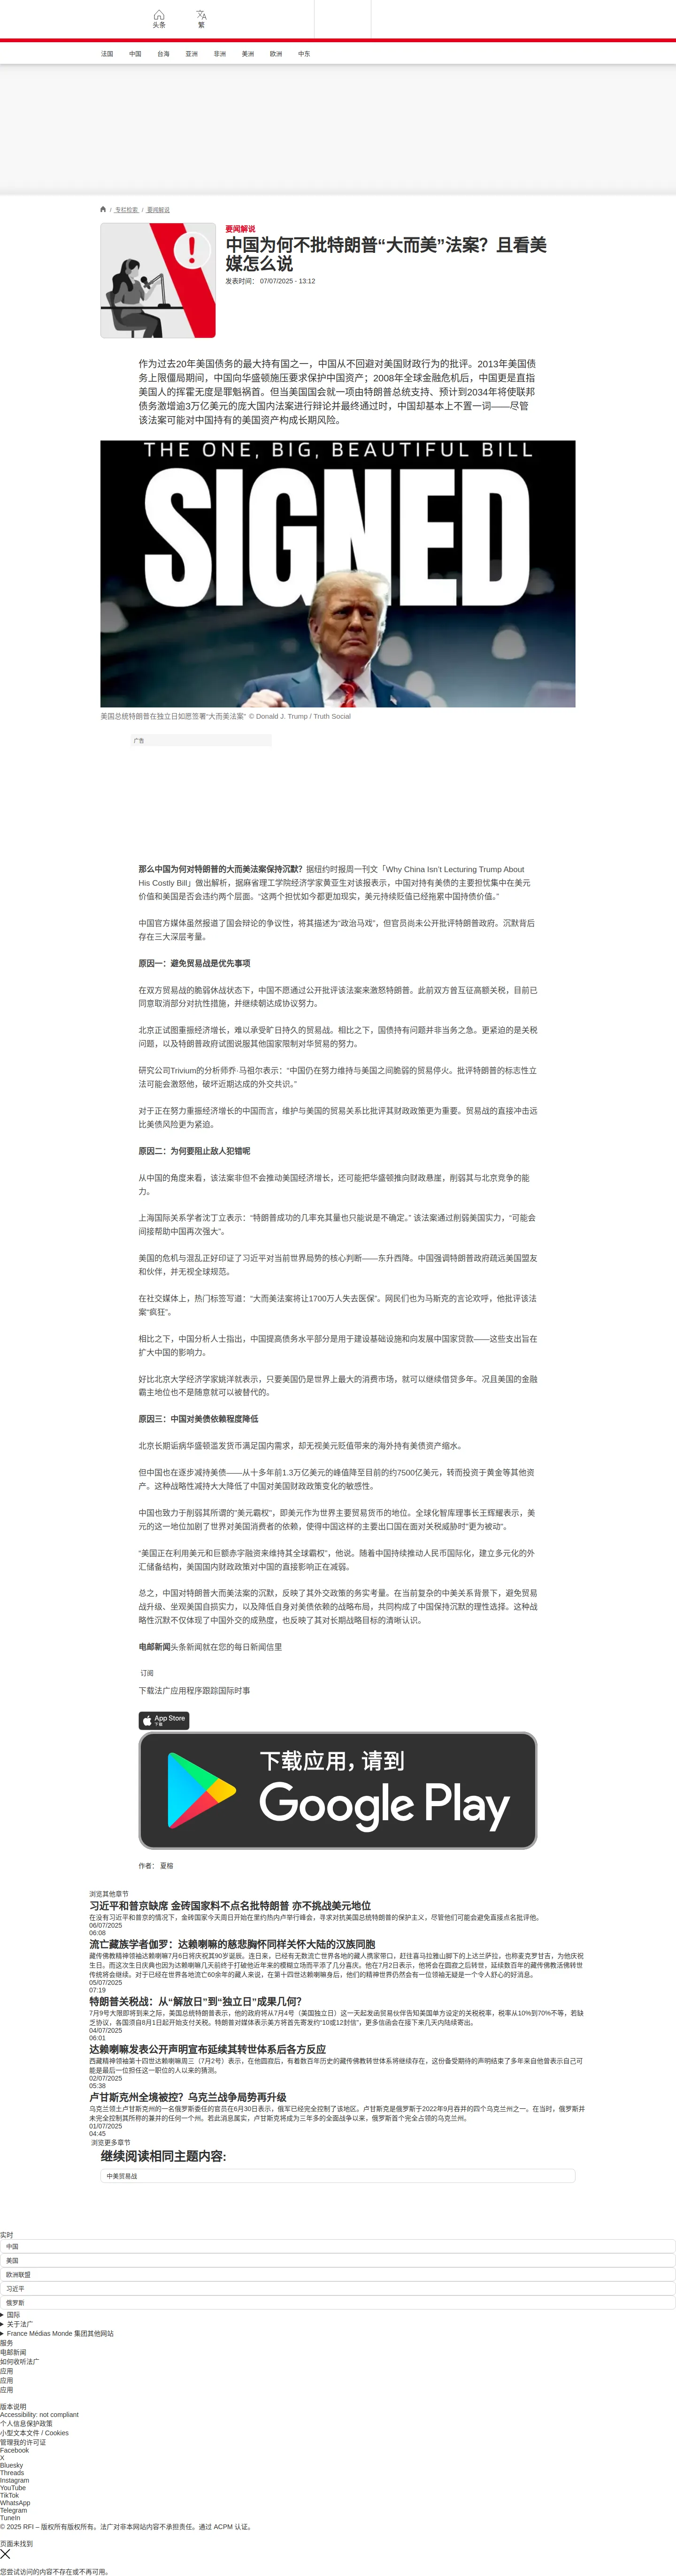 头条
繁
法国 中国 台海 亚洲 非洲 美洲 欧洲 中东
/ 专栏检索 / 要闻解说
要闻解说
中国为何不批特朗普“大而美”法案？且看美
媒怎么说
发表时间： 07/07/2025 - 13:12
作为过去20年美国债务的最大持有国之一，中国从不回避对美国财政行为的批评。2013年美国债
务上限僵局期间，中国向华盛顿施压要求保护中国资产；2008年全球金融危机后，中国更是直指
美国人的挥霍无度是罪魁祸首。但当美国国会就一项由特朗普总统支持、预计到2034年将使联邦
债务激增逾3万亿美元的庞大国内法案进行辩论并最终通过时，中国却基本上不置一词——尽管
该法案可能对中国持有的美国资产构成长期风险。
THE ONE, BIG, BEAUTIFUL BILL
SIGNED
美国总统特朗普在独立日如愿签署“大而美法案” © Donald J. Trump / Truth Social
广告
那么中国为何对特朗普的大而美法案保持沉默？据纽约时报周一刊文「Why China Isn’t Lecturing Trump About
His Costly Bill」做出解析，据麻省理工学院经济学家黄亚生对该报表示，中国对持有美债的主要担忧集中在美元
价值和美国是否会违约两个层面。“这两个担忧如今都更加现实，美元持续贬值已经拖累中国持债价值。”
中国官方媒体虽然报道了国会辩论的争议性，将其描述为“政治马戏”，但官员尚未公开批评特朗普政府。沉默背后
存在三大深层考量。
原因一：避免贸易战是优先事项
在双方贸易战的脆弱休战状态下，中国不愿通过公开批评该法案来激怒特朗普。此前双方曾互征高额关税，目前已
同意取消部分对抗性措施，并继续朝达成协议努力。
北京正试图重振经济增长，难以承受旷日持久的贸易战。相比之下，国债持有问题并非当务之急。更紧迫的是关税
问题，以及特朗普政府试图说服其他国家限制对华贸易的努力。
研究公司Trivium的分析师乔·马祖尔表示：“中国仍在努力维持与美国之间脆弱的贸易停火。批评特朗普的标志性立
法可能会激怒他，破坏近期达成的外交共识。”
对于正在努力重振经济增长的中国而言，维护与美国的贸易关系比批评其财政政策更为重要。贸易战的直接冲击远
比美债风险更为紧迫。
原因二：为何要阻止敌人犯错呢
从中国的角度来看，该法案非但不会推动美国经济增长，还可能把华盛顿推向财政悬崖，削弱其与北京竞争的能
力。
上海国际关系学者沈丁立表示：“特朗普成功的几率充其量也只能说是不确定。” 该法案通过削弱美国实力，“可能会
间接帮助中国再次强大”。
美国的危机与混乱正好印证了习近平对当前世界局势的核心判断——东升西降。中国强调特朗普政府疏远美国盟友
和伙伴，并无视全球规范。
在社交媒体上，热门标签写道：“大而美法案将让1700万人失去医保”。网民们也为马斯克的言论欢呼，他批评该法
案“疯狂”。
相比之下，中国分析人士指出，中国提高债务水平部分是用于建设基础设施和向发展中国家贷款——这些支出旨在
扩大中国的影响力。
好比北京大学经济学家姚洋就表示，只要美国仍是世界上最大的消费市场，就可以继续借贷多年。况且美国的金融
霸主地位也不是随意就可以被替代的。
原因三：中国对美债依赖程度降低
北京长期诟病华盛顿滥发货币满足国内需求，却无视美元贬值带来的海外持有美债资产缩水。
但中国也在逐步减持美债——从十多年前1.3万亿美元的峰值降至目前的约7500亿美元，转而投资于黄金等其他资
产。这种战略性减持大大降低了中国对美国财政政策变化的敏感性。
中国也致力于削弱其所谓的"美元霸权"，即美元作为世界主要贸易货币的地位。全球化智库理事长王辉耀表示，美
元的这一地位加剧了世界对美国消费者的依赖，使得中国这样的主要出口国在面对关税威胁时"更为被动"。
“美国正在利用美元和巨额赤字融资来维持其全球霸权”，他说。随着中国持续推动人民币国际化，建立多元化的外
汇储备结构，美国国内财政政策对中国的直接影响正在减弱。
总之，中国对特朗普大而美法案的沉默，反映了其外交政策的务实考量。在当前复杂的中美关系背景下，避免贸易
战升级、坐观美国自损实力，以及降低自身对美债依赖的战略布局，共同构成了中国保持沉默的理性选择。这种战
略性沉默不仅体现了中国外交的成熟度，也反映了其对长期战略目标的清晰认识。
电邮新闻头条新闻就在您的每日新闻信里
订阅
下载法广应用程序跟踪国际时事
App Store
下载
下载应用，请到
Google Play
作者： 夏榕
浏览其他章节
习近平和普京缺席 金砖国家料不点名批特朗普 亦不挑战美元地位
在没有习近平和普京的情况下，金砖国家今天周日开始在里约热内卢举行峰会，寻求对抗美国总统特朗普的保护主义，尽管他们可能会避免直接点名批评他。
06/07/2025
06:08
流亡藏族学者伽罗：达赖喇嘛的慈悲胸怀同样关怀大陆的汉族同胞
藏传佛教精神领袖达赖喇嘛7月6日将庆祝其90岁诞辰。连日来，已经有无数流亡世界各地的藏人携家带口，赶往喜马拉雅山脚下的上达兰萨拉，也称麦克罗甘吉，为他庆祝
生日。而这次生日庆典也因为达赖喇嘛几天前终于打破他近年来的模糊立场而平添了几分喜庆。他在7月2日表示，他将会在圆寂之后转世，延续数百年的藏传佛教活佛转世
传统将会继续。对于已经在世界各地流亡60余年的藏人来说，在第十四世达赖喇嘛身后，他们的精神世界仍然会有一位领袖无疑是一个令人舒心的好消息。
05/07/2025
07:19
特朗普关税战：从“解放日”到“独立日”成果几何？
7月9号大限即将到来之际，美国总统特朗普表示，他的政府将从7月4号（美国独立日）这一天起发函贸易伙伴告知美国单方设定的关税税率，税率从10%到70%不等，若缺
乏协议，各国须自8月1日起开始支付关税。特朗普对媒体表示美方将首先寄发约“10或12封信”，更多信函会在接下来几天内陆续寄出。
04/07/2025
06:01
达赖喇嘛发表公开声明宣布延续其转世体系后各方反应
西藏精神领袖第十四世达赖喇嘛周三（7月2号）表示，在他圆寂后，有着数百年历史的藏传佛教转世体系将继续存在，这份备受期待的声明结束了多年来自他曾表示自己可
能是最后一位担任这一职位的人以来的猜测。
02/07/2025
05:38
卢甘斯克州全境被控？乌克兰战争局势再升级
乌克兰领土卢甘斯克州的一名俄罗斯委任的官员在6月30日表示，俄军已经完全控制了该地区。卢甘斯克是俄罗斯于2022年9月吞并的四个乌克兰州之一。在当时，俄罗斯并
未完全控制其所称的兼并的任何一个州。若此消息属实，卢甘斯克将成为三年多的全面战争以来，俄罗斯首个完全占领的乌克兰州。
01/07/2025
04:45
浏览更多章节
继续阅读相同主题内容:
中美贸易战
实时
中国
美国
欧洲联盟
习近平
俄罗斯
国际
关于法广
France Médias Monde 集团其他网站
服务
电邮新闻
如何收听法广
应用
应用
应用
版本说明
Accessibility: not compliant
个人信息保护政策
小型文本文件 / Cookies
管理我的许可证
Facebook
X
Bluesky
Threads
Instagram
YouTube
TikTok
WhatsApp
Telegram
TuneIn
© 2025 RFI – 版权所有版权所有。法广对非本网站内容不承担责任。通过 ACPM 认证。
页面未找到
您尝试访问的内容不存在或不再可用。